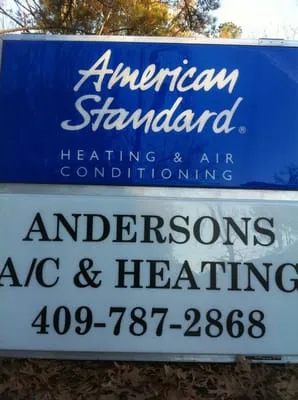 American
Standard®
HEATING & AIR
CONDITIONING
ANDERSONS
A/C & HEATING
409-787-2868